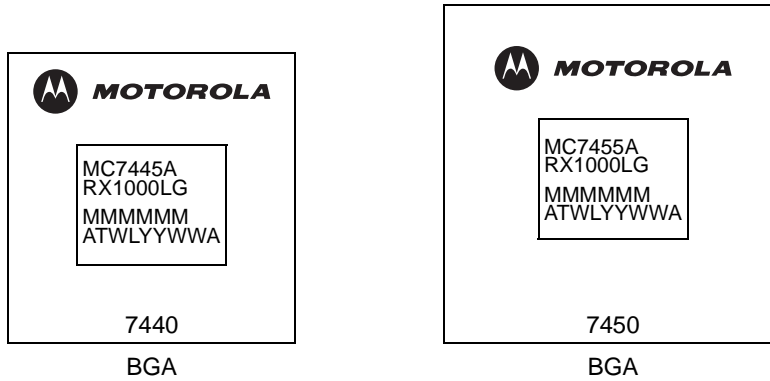 MOTOROLA
MC7445A
RX1000LG
MMMMMM
ATWLYYWWA
7440
BGA
MOTOROLA
MC7455A
RX1000LG
MMMMMM
ATWLYYWWA
7450
BGA